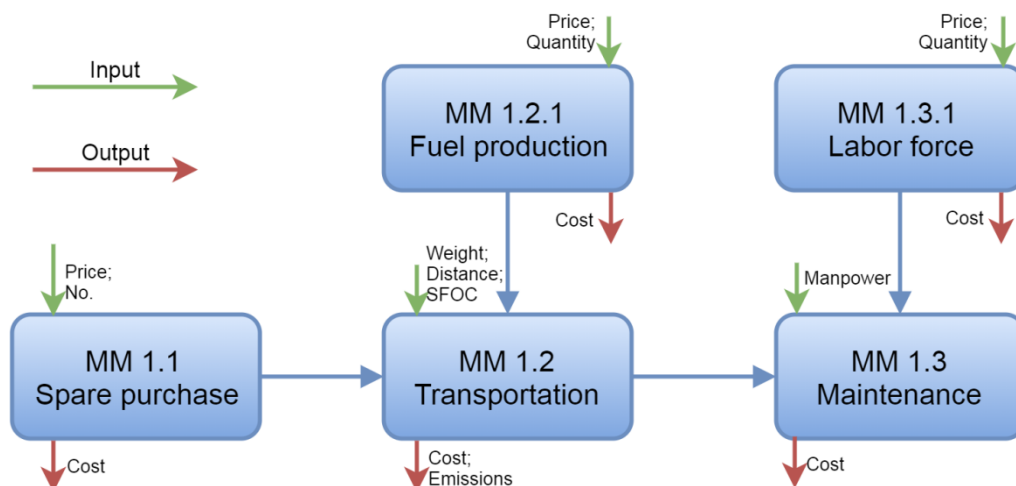 Input
Output
Price;
Quantity
MM 1.2.1
Fuel production
Cost
Price;
Quantity
MM 1.3.1
Labor force
Cost
Price;
No.
MM 1.1
Spare purchase
Cost
Weight;
Distance;
SFOC
MM 1.2
Transportation
Cost;
Emissions
Manpower
MM 1.3
Maintenance
Cost